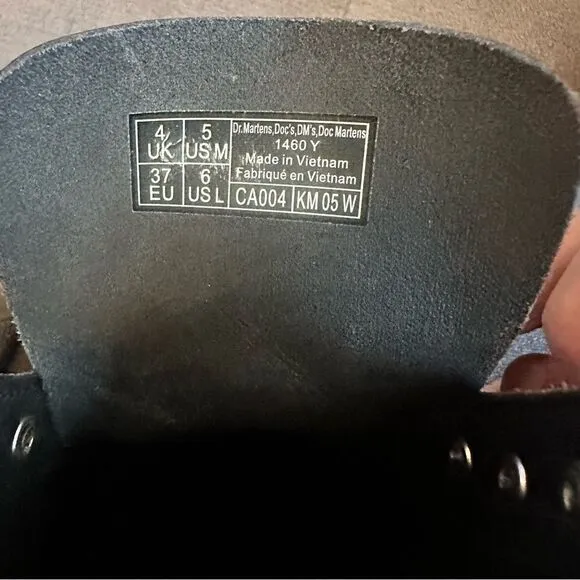 4 5
UK US M
37 6
EU US L
Dr.Martens,Doc's,DM's,Doc Martens
1460 Y
Made in Vietnam
Fabriqué en Vietnam
CA004 KM 05 W